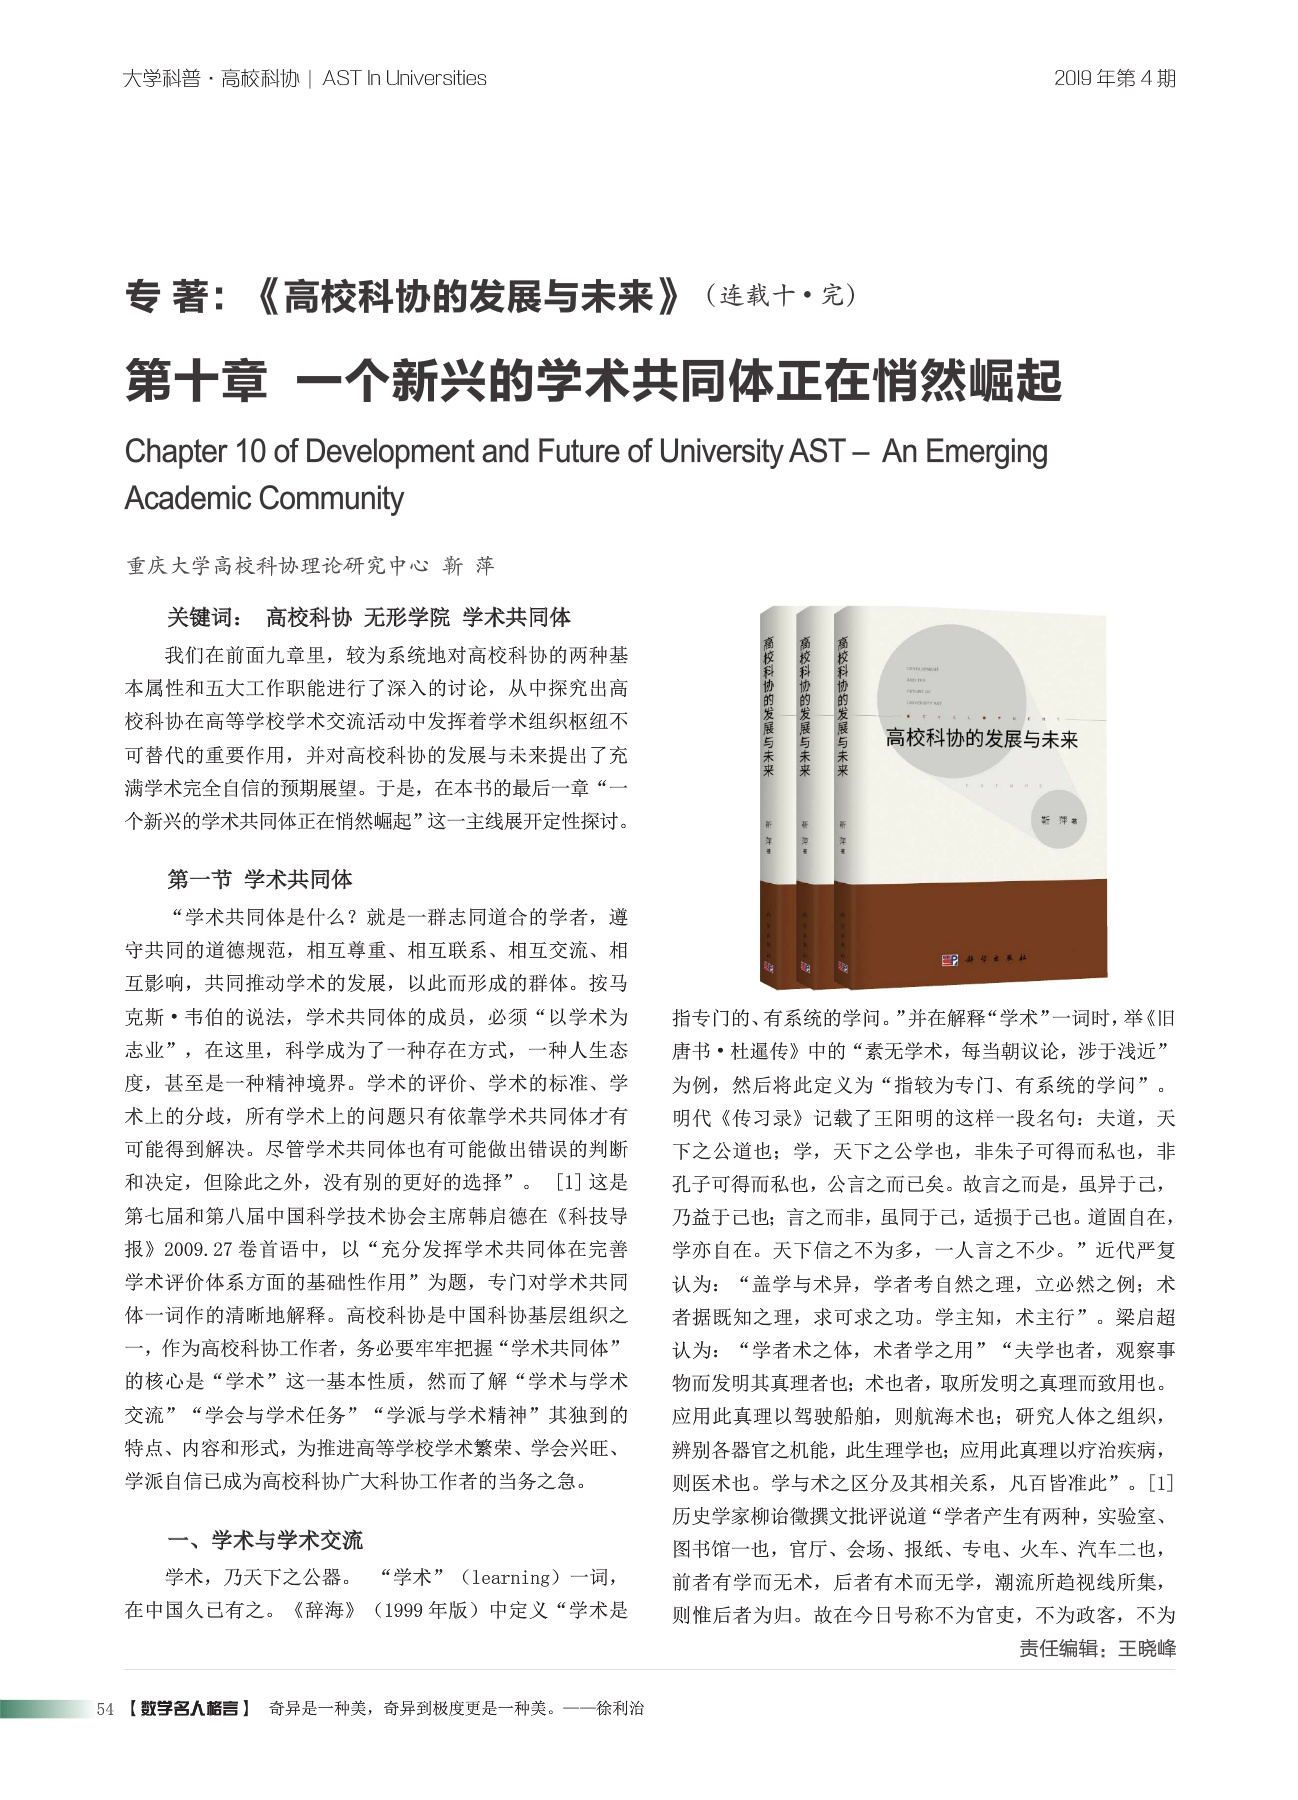 大学科普·高校科协 | AST In Universities
2019 年第 4 期
专 著：《高校科协的发展与未来》（连载十·完）
第十章 一个新兴的学术共同体正在悄然崛起
Chapter 10 of Development and Future of University AST – An Emerging
Academic Community
重庆大学高校科协理论研究中心 靳 萍
关键词： 高校科协 无形学院 学术共同体
我们在前面九章里，较为系统地对高校科协的两种基
本属性和五大工作职能进行了深入的讨论，从中探究出高
校科协在高等学校学术交流活动中发挥着学术组织枢纽不
可替代的重要作用，并对高校科协的发展与未来提出了充
满学术完全自信的预期展望。于是，在本书的最后一章“一
个新兴的学术共同体正在悄然崛起”这一主线展开定性探讨。
第一节 学术共同体
“学术共同体是什么？就是一群志同道合的学者，遵
守共同的道德规范，相互尊重、相互联系、相互交流、相
互影响，共同推动学术的发展，以此而形成的群体。按马
克斯·韦伯的说法，学术共同体的成员，必须“以学术为
志业”，在这里，科学成为了一种存在方式，一种人生态
度，甚至是一种精神境界。学术的评价、学术的标准、学
术上的分歧，所有学术上的问题只有依靠学术共同体才有
可能得到解决。尽管学术共同体也有可能做出错误的判断
和决定，但除此之外，没有别的更好的选择”。 [1] 这是
第七届和第八届中国科学技术协会主席韩启德在《科技导
报》2009.27 卷首语中，以“充分发挥学术共同体在完善
学术评价体系方面的基础性作用”为题，专门对学术共同
体一词作的清晰地解释。高校科协是中国科协基层组织之
一，作为高校科协工作者，务必要牢牢把握“学术共同体”
的核心是“学术”这一基本性质，然而了解“学术与学术
交流”“学会与学术任务”“学派与学术精神”其独到的
特点、内容和形式，为推进高等学校学术繁荣、学会兴旺、
学派自信已成为高校科协广大科协工作者的当务之急。
一、学术与学术交流
学术，乃天下之公器。 “学术”（learning）一词，
在中国久已有之。《辞海》（1999 年版）中定义“学术是
高校科协的发展与未来
靳 萍 著
高校科协的发展与未来
靳 萍 著
高校科协的发展与未来
靳 萍 著
DEVELOPMENT
AND THE
FUTURE OF
UNIVERSITY AST
高校科协的发展与未来
FUTURE
靳 萍 著
科学出版社
指专门的、有系统的学问。”并在解释“学术”一词时，举《旧
唐书·杜暹传》中的“素无学术，每当朝议论，涉于浅近”
为例，然后将此定义为“指较为专门、有系统的学问”。
明代《传习录》记载了王阳明的这样一段名句：夫道，天
下之公道也；学，天下之公学也，非朱子可得而私也，非
孔子可得而私也，公言之而已矣。故言之而是，虽异于己，
乃益于己也；言之而非，虽同于己，适损于己也。道固自在，
学亦自在。天下信之不为多，一人言之不少。”近代严复
认为：“盖学与术异，学者考自然之理，立必然之例；术
者据既知之理，求可求之功。学主知，术主行”。梁启超
认为：“学者术之体，术者学之用”“夫学也者，观察事
物而发明其真理者也；术也者，取所发明之真理而致用也。
应用此真理以驾驶船舶，则航海术也；研究人体之组织，
辨别各器官之机能，此生理学也；应用此真理以疗治疾病，
则医术也。学与术之区分及其相关系，凡百皆准此”。[1]
历史学家柳诒徵撰文批评说道“学者产生有两种，实验室、
图书馆一也，官厅、会场、报纸、专电、火车、汽车二也，
前者有学而无术，后者有术而无学，潮流所趋视线所集，
则惟后者为归。故在今日号称不为官吏，不为政客，不为
责任编辑：王晓峰
54 【数学名人格言】 奇异是一种美，奇异到极度更是一种美。——徐利治